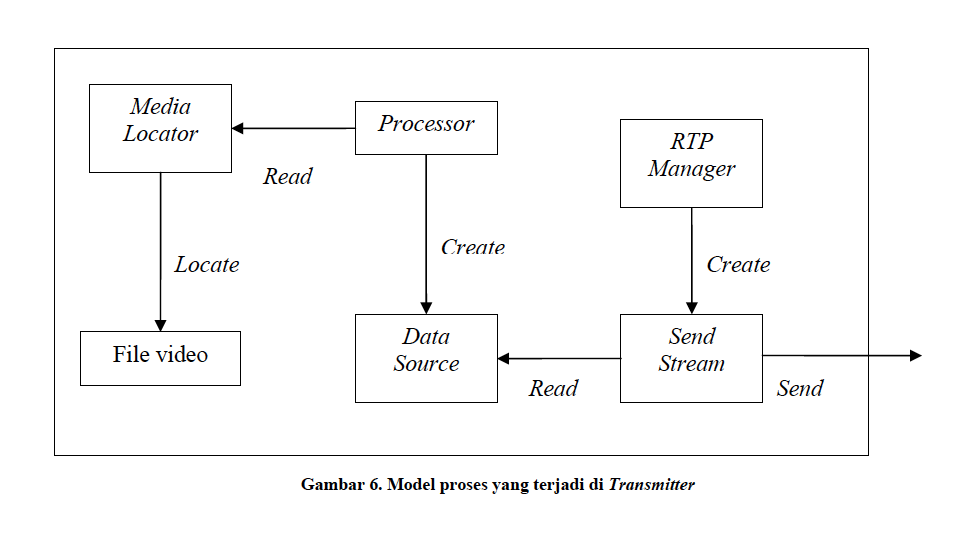 Media
Locator
Processor
RTP
Manager
Read
Locate
Create
Create
File video
Data
Source
Send
Stream
Read
Send
Gambar 6. Model proses yang terjadi di Transmitter